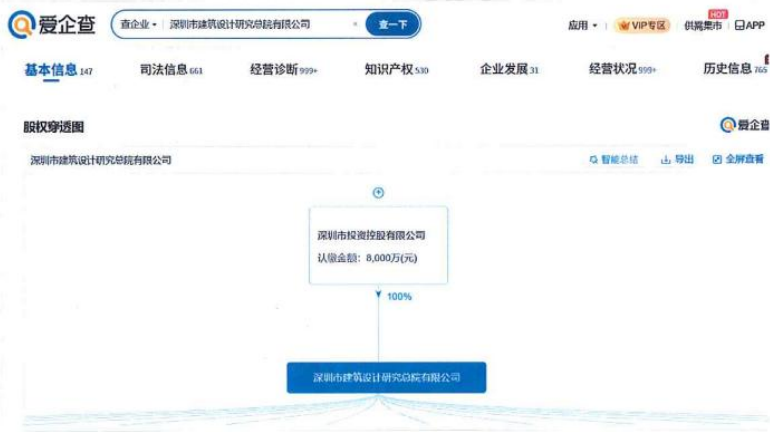 爱企查
查企业 深圳市建筑设计研究总院有限公司 × 查一下
应用 VIP专区 供需集市 HOT APP
基本信息 147 司法信息 661 经营诊断 999+ 知识产权 530 企业发展 31 经营状况 999+ 历史信息 765
股权穿透图 爱企查
深圳市建筑设计研究总院有限公司 智能总结 导出 全屏查看
深圳市投资控股有限公司
认缴金额：8,000万(元)
100%
深圳市建筑设计研究总院有限公司